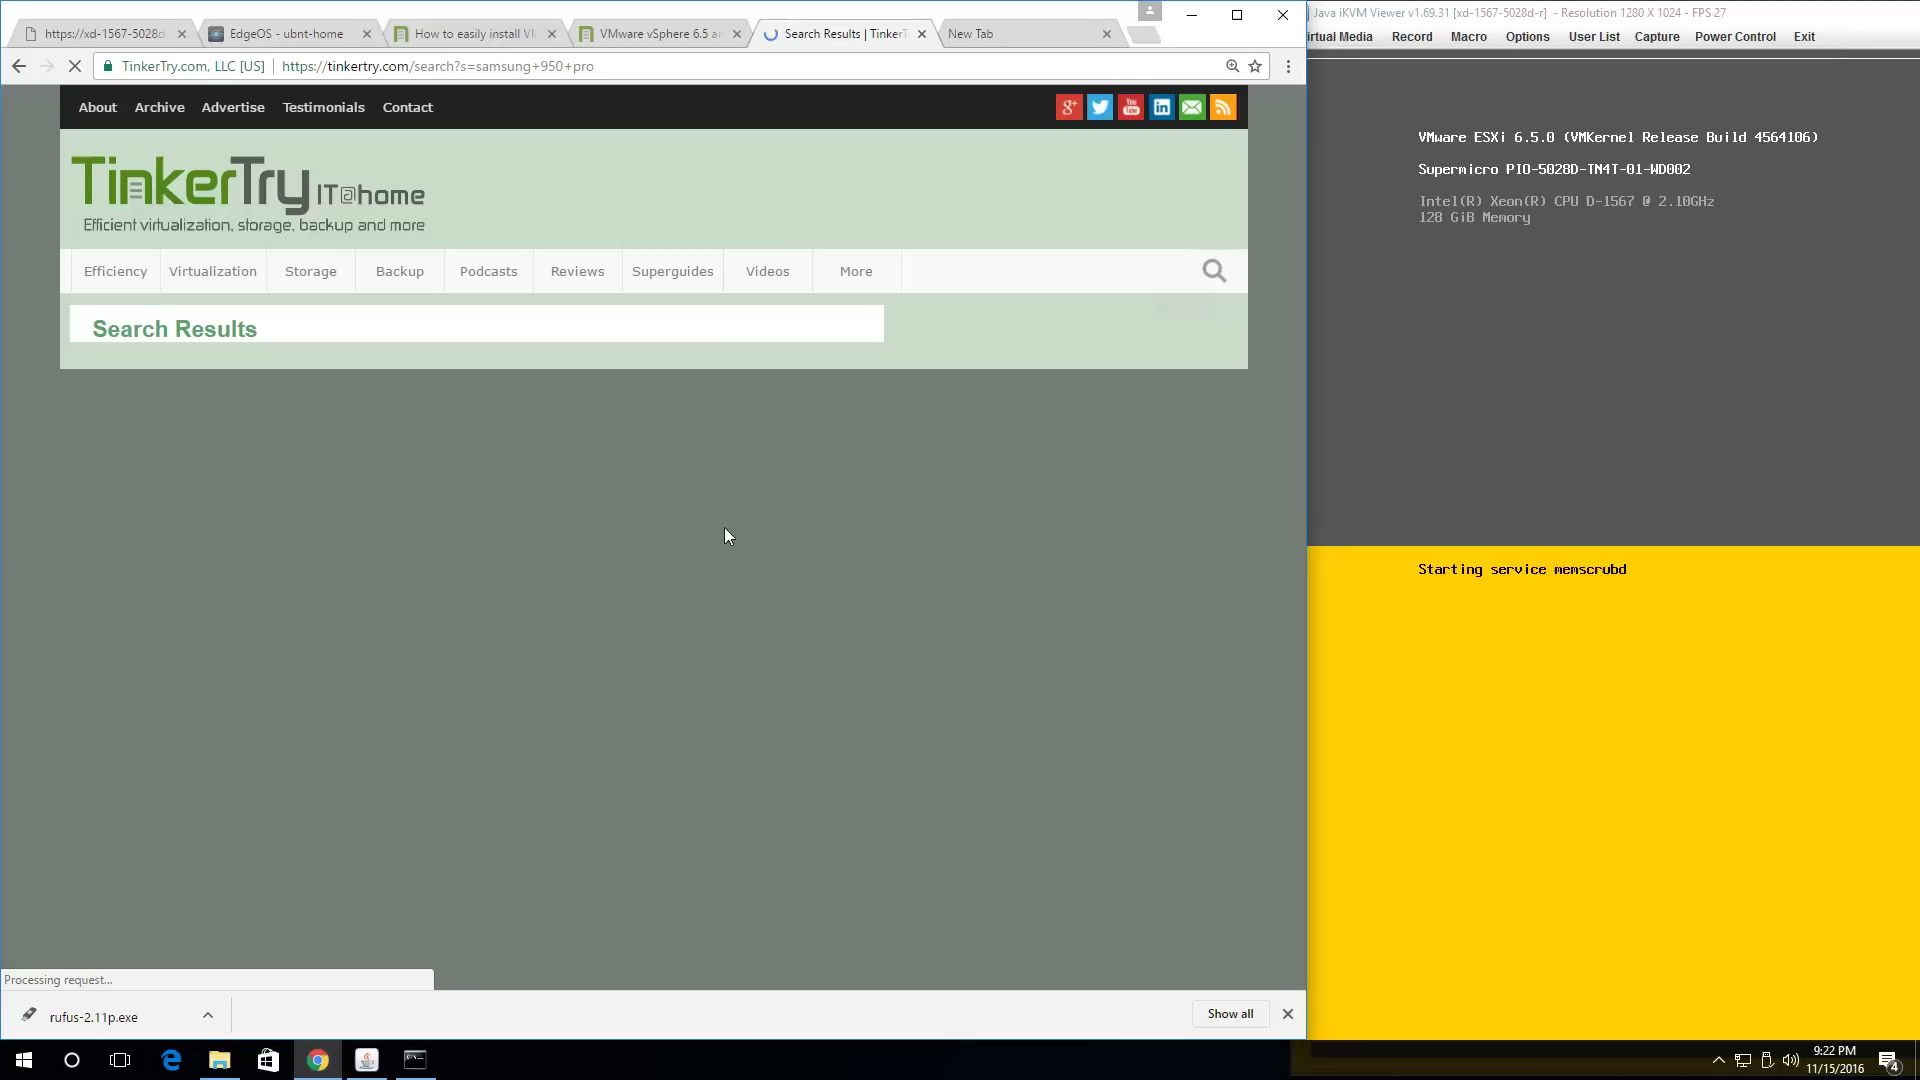 https://xd-1567-5028d
EdgeOS - ubnt-home
How to easily install VM
VMware vSphere 6.5 an
Search Results | TinkerT
New Tab
TinkerTry.com, LLC [US]
https://tinkertry.com/search?s=samsung+950+pro
About
Archive
Advertise
Testimonials
Contact
TinkerTry IT@home
Efficient virtualization, storage, backup and more
Efficiency
Virtualization
Storage
Backup
Podcasts
Reviews
Superguides
Videos
More
Search Results
Processing request...
rufus-2.11p.exe
Show all
Java iKVM Viewer v1.69.31 [xd-1567-5028d-r] - Resolution 1280 X 1024 - FPS 27
irtual Media
Record
Macro
Options
User List
Capture
Power Control
Exit
VMware ESXi 6.5.0 (VMKernel Release Build 4564106)
Supermicro PIO-5028D-TN4T-01-WD002
Intel(R) Xeon(R) CPU D-1567 @ 2.10GHz
128 GiB Memory
Starting service memscrubd
9:22 PM
11/15/2016
4